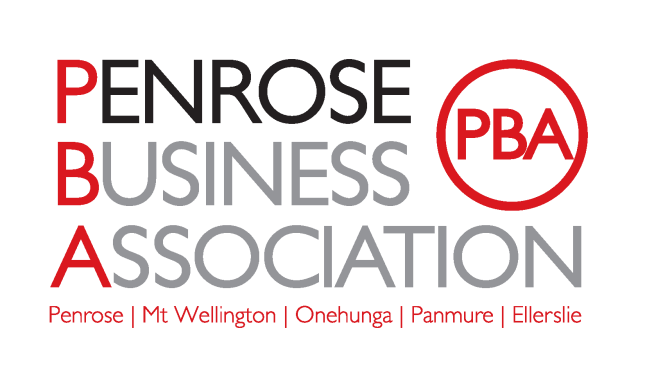 PENROSE
BUSINESS
ASSOCIATION
PBA
Penrose | Mt Wellington | Onehunga | Panmure | Ellerslie